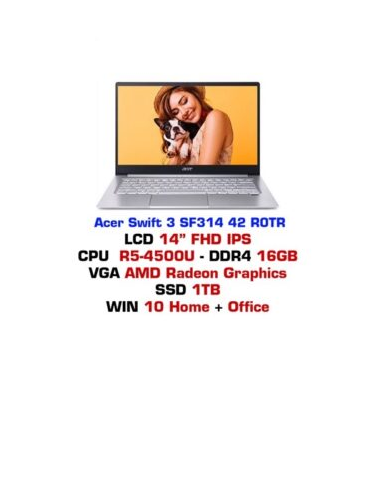 acer
Acer Swift 3 SF314 42 R0TR
LCD 14” FHD IPS
CPU R5-4500U - DDR4 16GB
VGA AMD Radeon Graphics
SSD 1TB
WIN 10 Home + Office